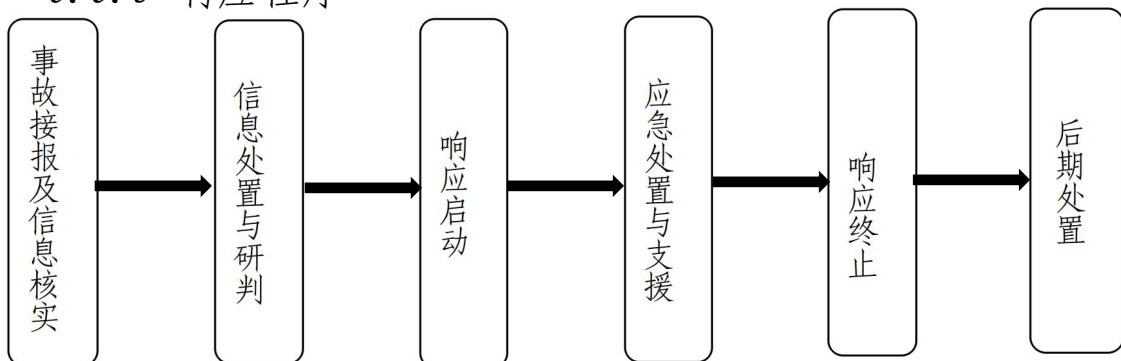 事故接报及信息核实
信息处置与研判
响应启动
应急处置与支援
响应终止
后期处置